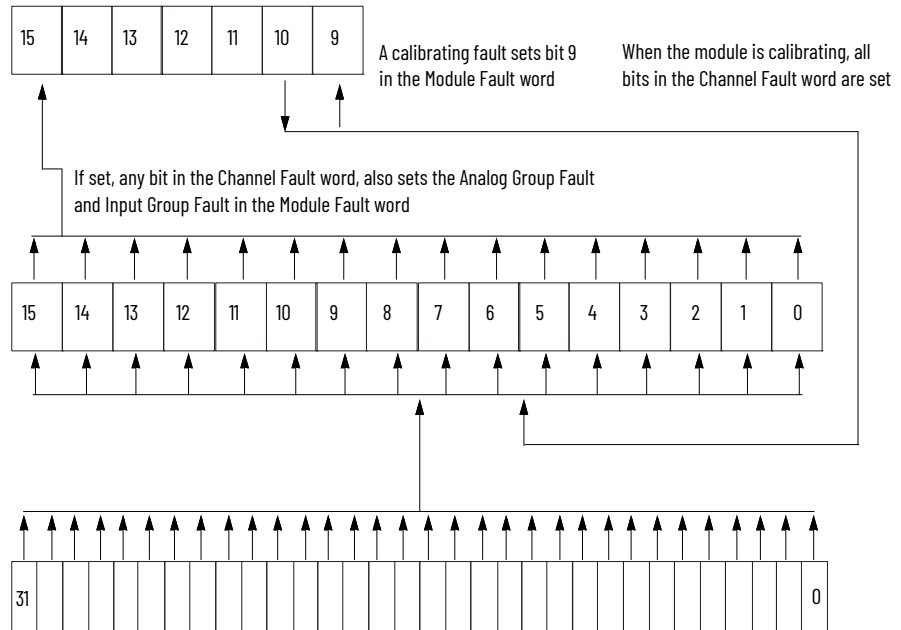 15 14 13 12 11 10 9
A calibrating fault sets bit 9
in the Module Fault word
When the module is calibrating, all
bits in the Channel Fault word are set
If set, any bit in the Channel Fault word, also sets the Analog Group Fault
and Input Group Fault in the Module Fault word
15 14 13 12 11 10 9 8 7 6 5 4 3 2 1 0
31 0